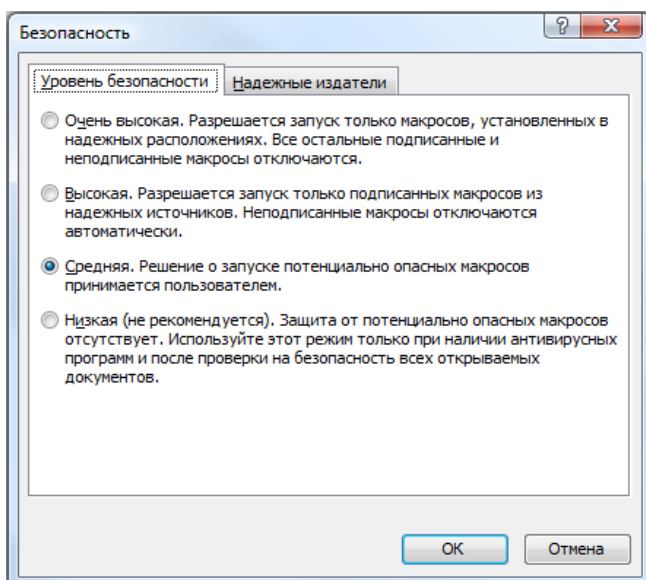 Безопасность
Уровень безопасности
Надежные издатели
Очень высокая. Разрешается запуск только макросов, установленных в
надежных расположениях. Все остальные подписанные и
неподписанные макросы отключаются.
Высокая. Разрешается запуск только подписанных макросов из
надежных источников. Неподписанные макросы отключаются
автоматически.
Средняя. Решение о запуске потенциально опасных макросов
принимается пользователем.
Низкая (не рекомендуется). Защита от потенциально опасных макросов
отсутствует. Используйте этот режим только при наличии антивирусных
программ и после проверки на безопасность всех открываемых
документов.
ОК
Отмена